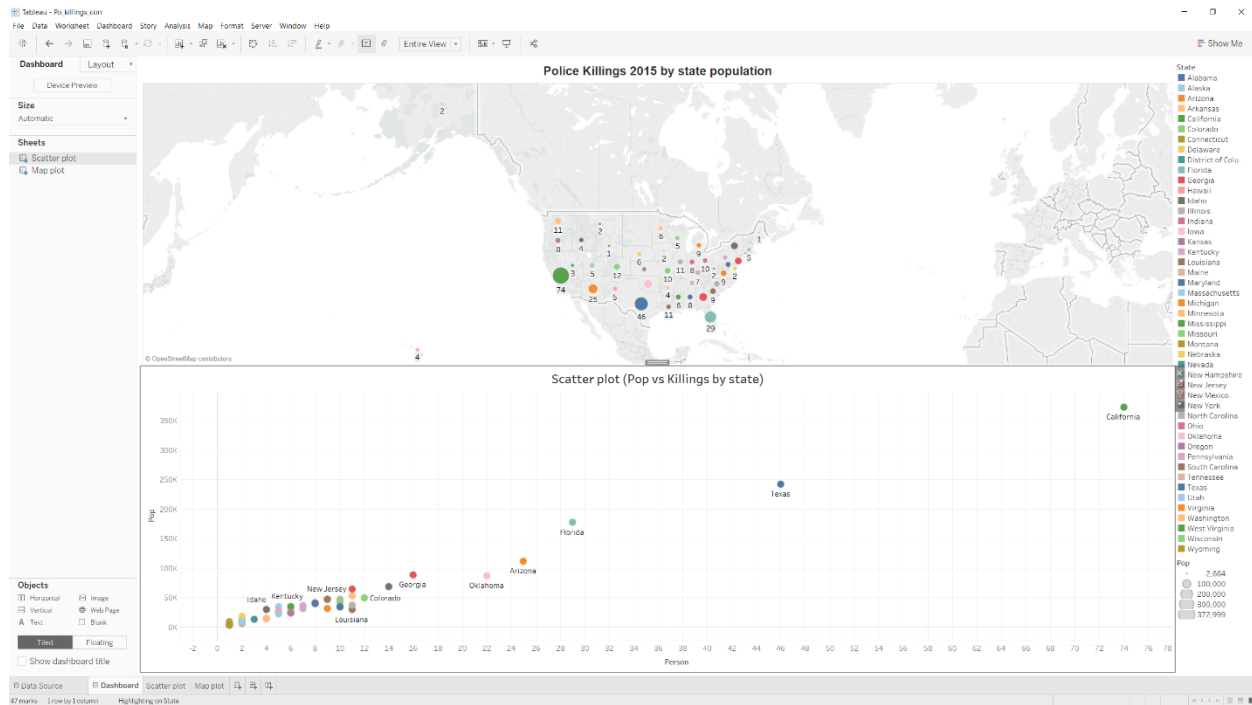 Tableau - Po_killings_corr
File Data Worksheet Dashboard Story Analysis Map Format Server Window Help
Entire View
Show Me
Dashboard Layout
Device Preview
Size
Automatic
Sheets
Scatter plot
Map plot
Objects
Horizontal Image
Vertical Web Page
A Text Blank
Tiled Floating
Show dashboard title
Police Killings 2015 by state population
2
11
2
6
1
8
4
5
9
5
1
6
2
74
3
5
12
10
11
8
10
2
2
25
5
7
9
4
46
11
6
8
9
29
4
© OpenStreetMap contributors
Scatter plot (Pop vs Killings by state)
Pop
350K
300K
250K
200K
150K
100K
50K
0K
California
Texas
Florida
Arizona
Oklahoma
Georgia
New Jersey
Colorado
Kentucky
Idaho
Louisiana
-2 0 2 4 6 8 10 12 14 16 18 20 22 24 26 28 30 32 34 36 38 40 42 44 46 48 50 52 54 56 58 60 62 64 66 68 70 72 74 76 78
Person
State
Alabama
Alaska
Arizona
Arkansas
California
Colorado
Connecticut
Delaware
District of Colu..
Florida
Georgia
Hawaii
Idaho
Illinois
Indiana
Iowa
Kansas
Kentucky
Louisiana
Maine
Maryland
Massachusetts
Michigan
Minnesota
Mississippi
Missouri
Montana
Nebraska
Nevada
New Hampshire
New Jersey
New Mexico
New York
North Carolina
Ohio
Oklahoma
Oregon
Pennsylvania
South Carolina
Tennessee
Texas
Utah
Virginia
Washington
West Virginia
Wisconsin
Wyoming
Pop
2,664
100,000
200,000
300,000
372,999
Data Source Dashboard Scatter plot Map plot
47 marks 1 row by 1 column Highlighting on State